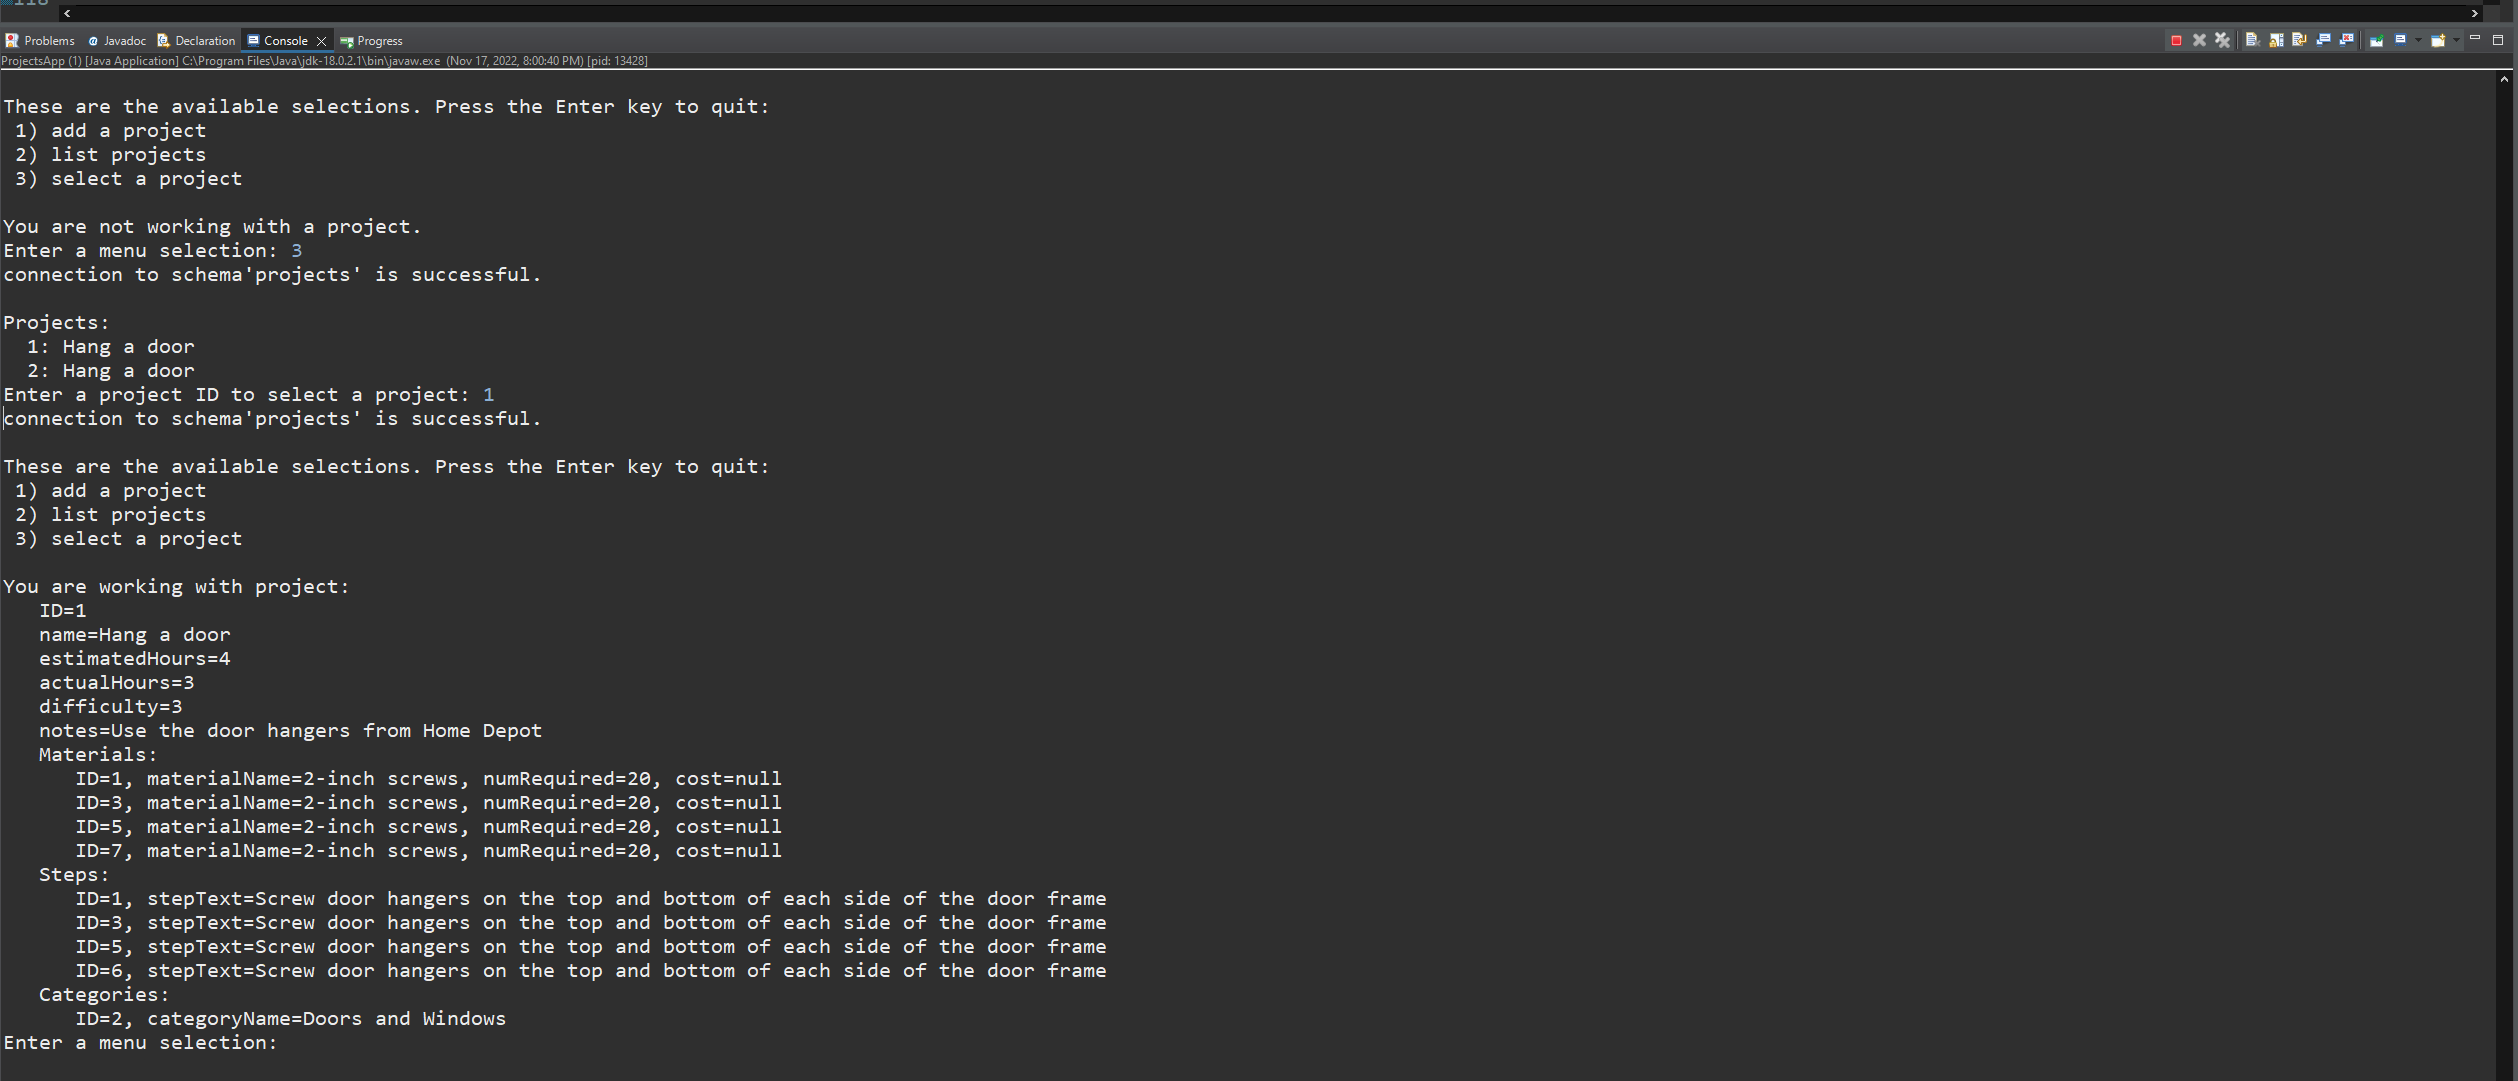 118
Problems Javadoc Declaration Console Progress
ProjectsApp (1) [Java Application] C:\Program Files\Java\jdk-18.0.2.1\bin\javaw.exe (Nov 17, 2022, 8:00:40 PM) [pid: 13428]
These are the available selections. Press the Enter key to quit:
1) add a project
2) list projects
3) select a project
You are not working with a project.
Enter a menu selection: 3
connection to schema'projects' is successful.
Projects:
1: Hang a door
2: Hang a door
Enter a project ID to select a project: 1
connection to schema'projects' is successful.
These are the available selections. Press the Enter key to quit:
1) add a project
2) list projects
3) select a project
You are working with project:
ID=1
name=Hang a door
estimatedHours=4
actualHours=3
difficulty=3
notes=Use the door hangers from Home Depot
Materials:
ID=1, materialName=2-inch screws, numRequired=20, cost=null
ID=3, materialName=2-inch screws, numRequired=20, cost=null
ID=5, materialName=2-inch screws, numRequired=20, cost=null
ID=7, materialName=2-inch screws, numRequired=20, cost=null
Steps:
ID=1, stepText=Screw door hangers on the top and bottom of each side of the door frame
ID=3, stepText=Screw door hangers on the top and bottom of each side of the door frame
ID=5, stepText=Screw door hangers on the top and bottom of each side of the door frame
ID=6, stepText=Screw door hangers on the top and bottom of each side of the door frame
Categories:
ID=2, categoryName=Doors and Windows
Enter a menu selection: